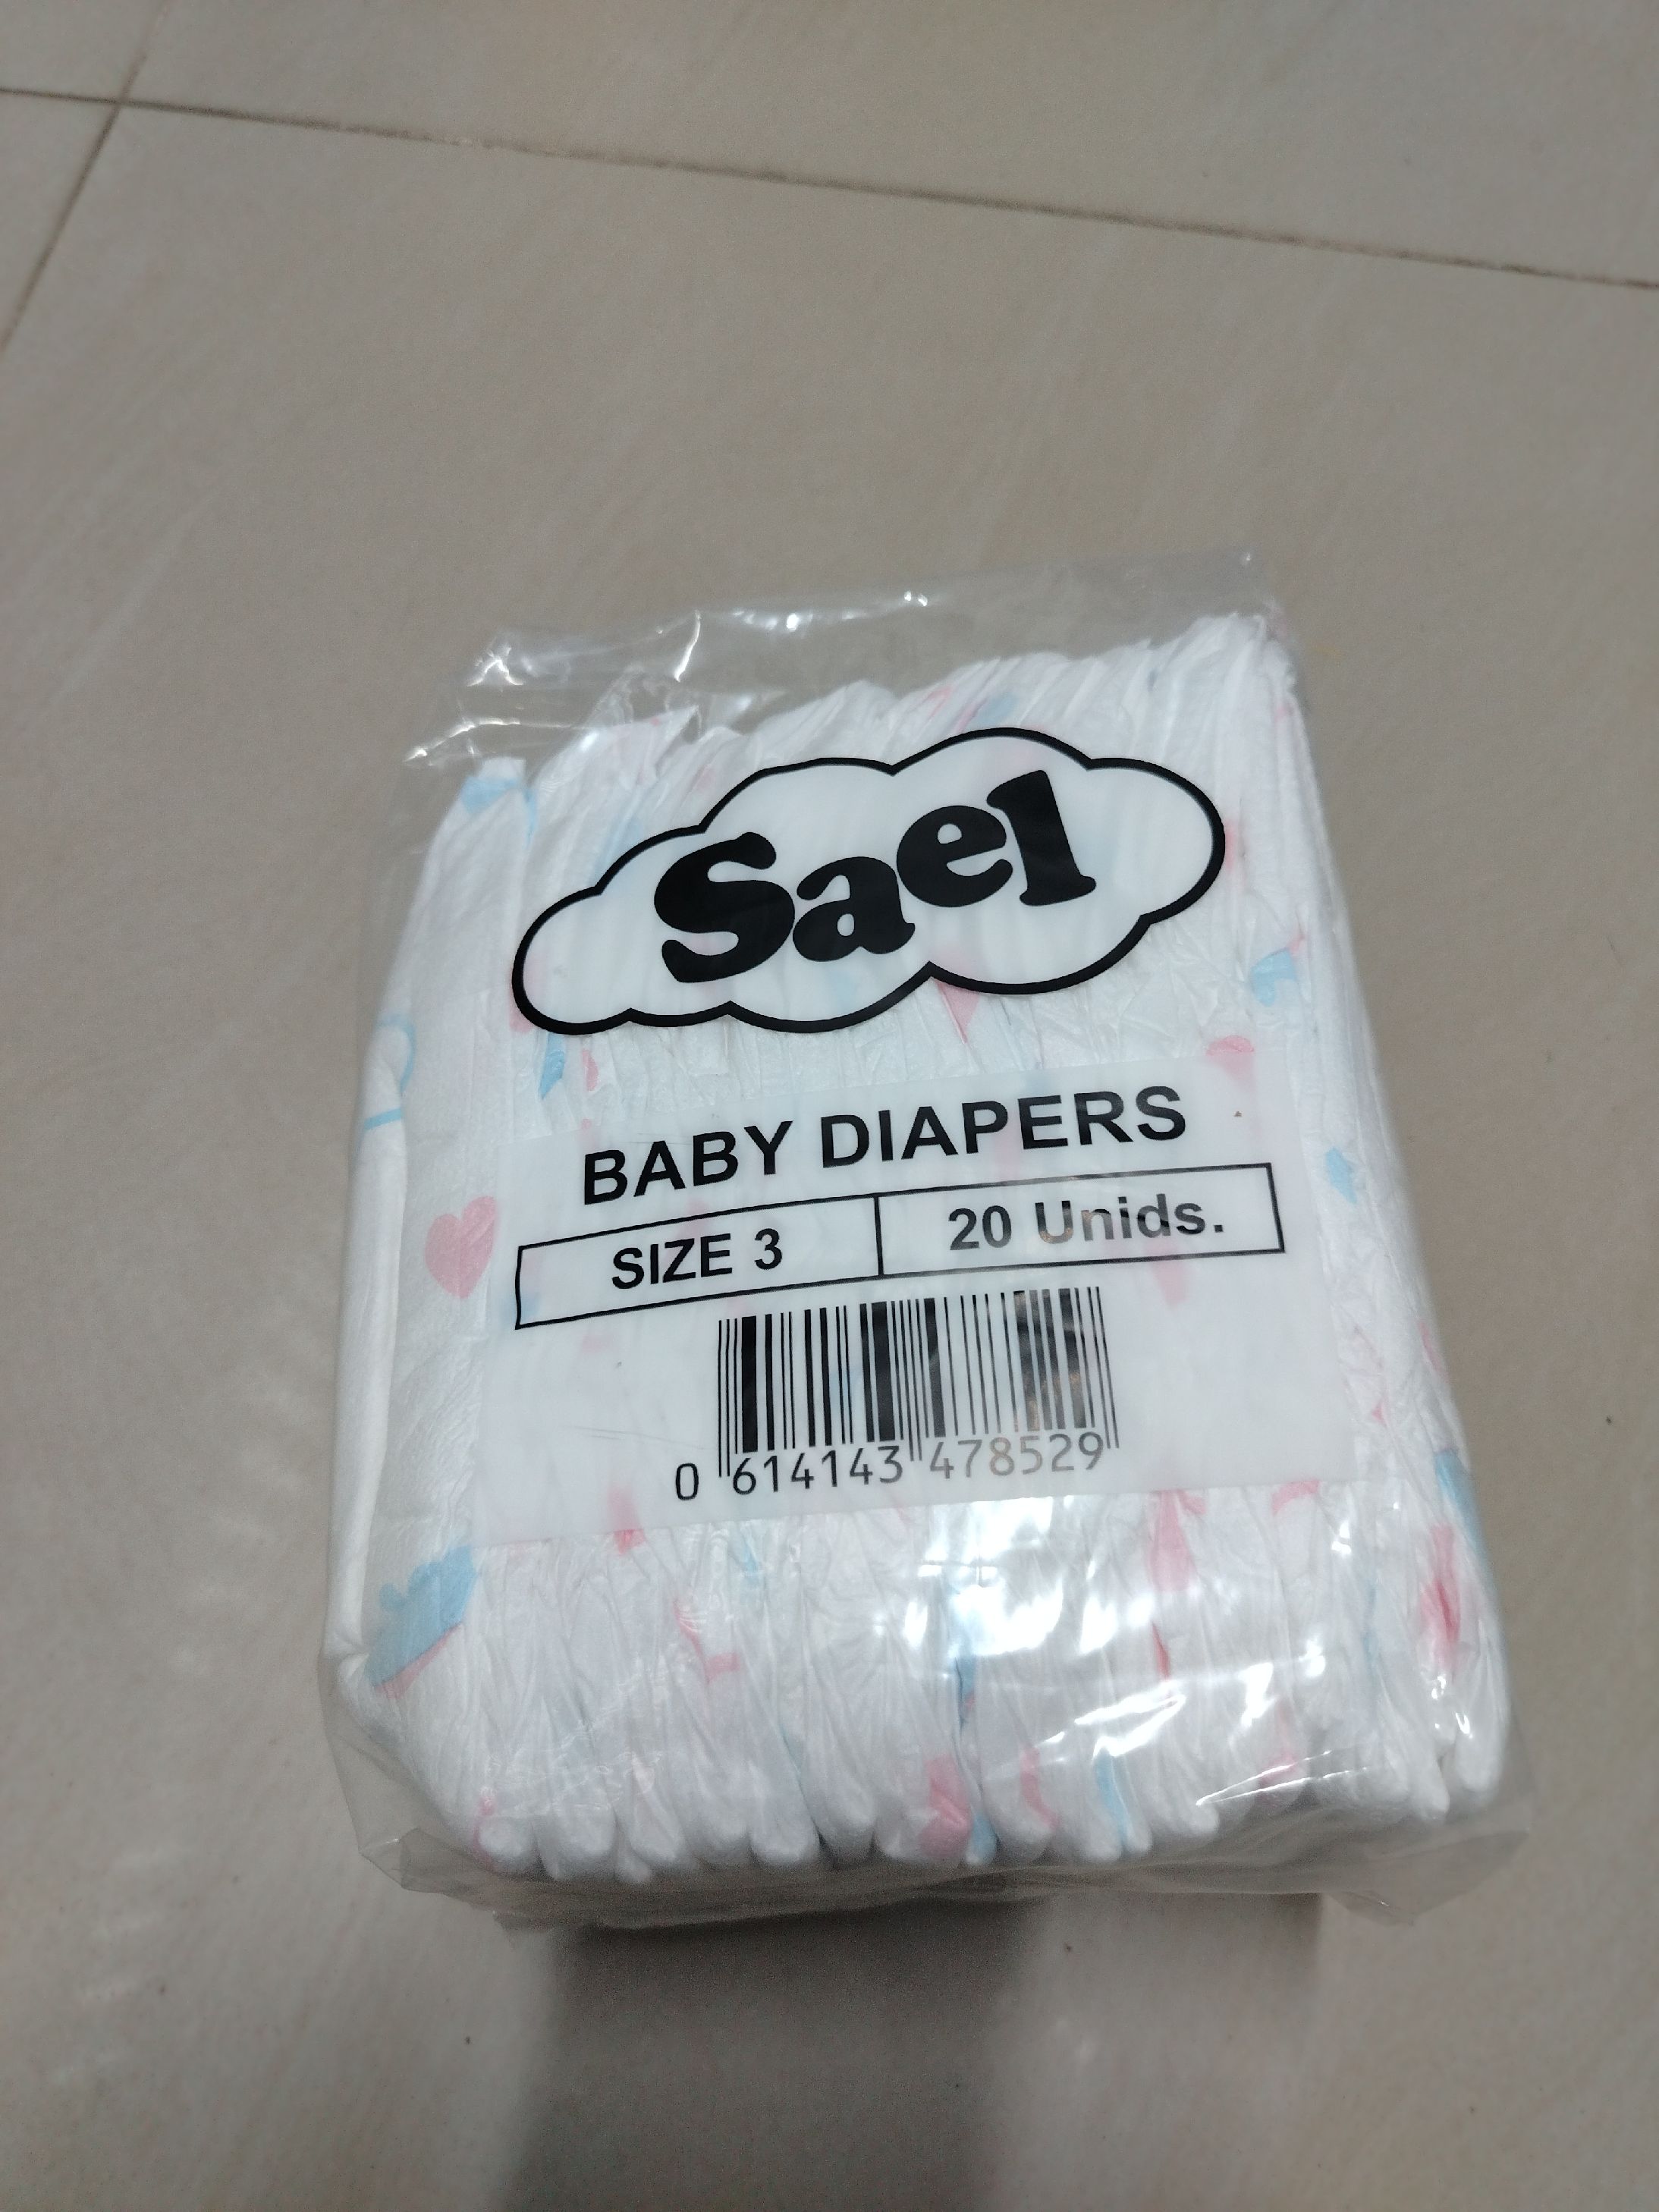 Sael
BABY DIAPERS
SIZE 3
20 Unids.
0 614143 478529